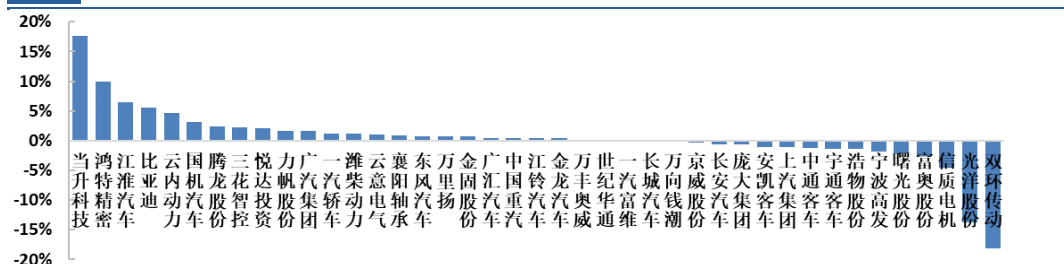 20%
15%
10%
5%
0%
-5%
-10%
-15%
-20%
当升科技
鸿特精密
江淮汽车
比亚迪
云内动力
国机汽车
腾龙股份
三花智控
悦达投资
力帆股份
广汽集团
一汽轿车
潍柴动力
云意电气
襄阳轴承
东风汽车
万里扬
金固股份
广汇汽车
中国重汽
江铃汽车
金龙汽车
万丰奥威
世纪华通
一汽富维
长城汽车
万向钱潮
京威股份
长安汽车
庞大集团
安凯客车
上汽集团
中通客车
宇通客车
浩物股份
宁波高发
曙光股份
富奥股份
信质电机
光洋股份
双环传动